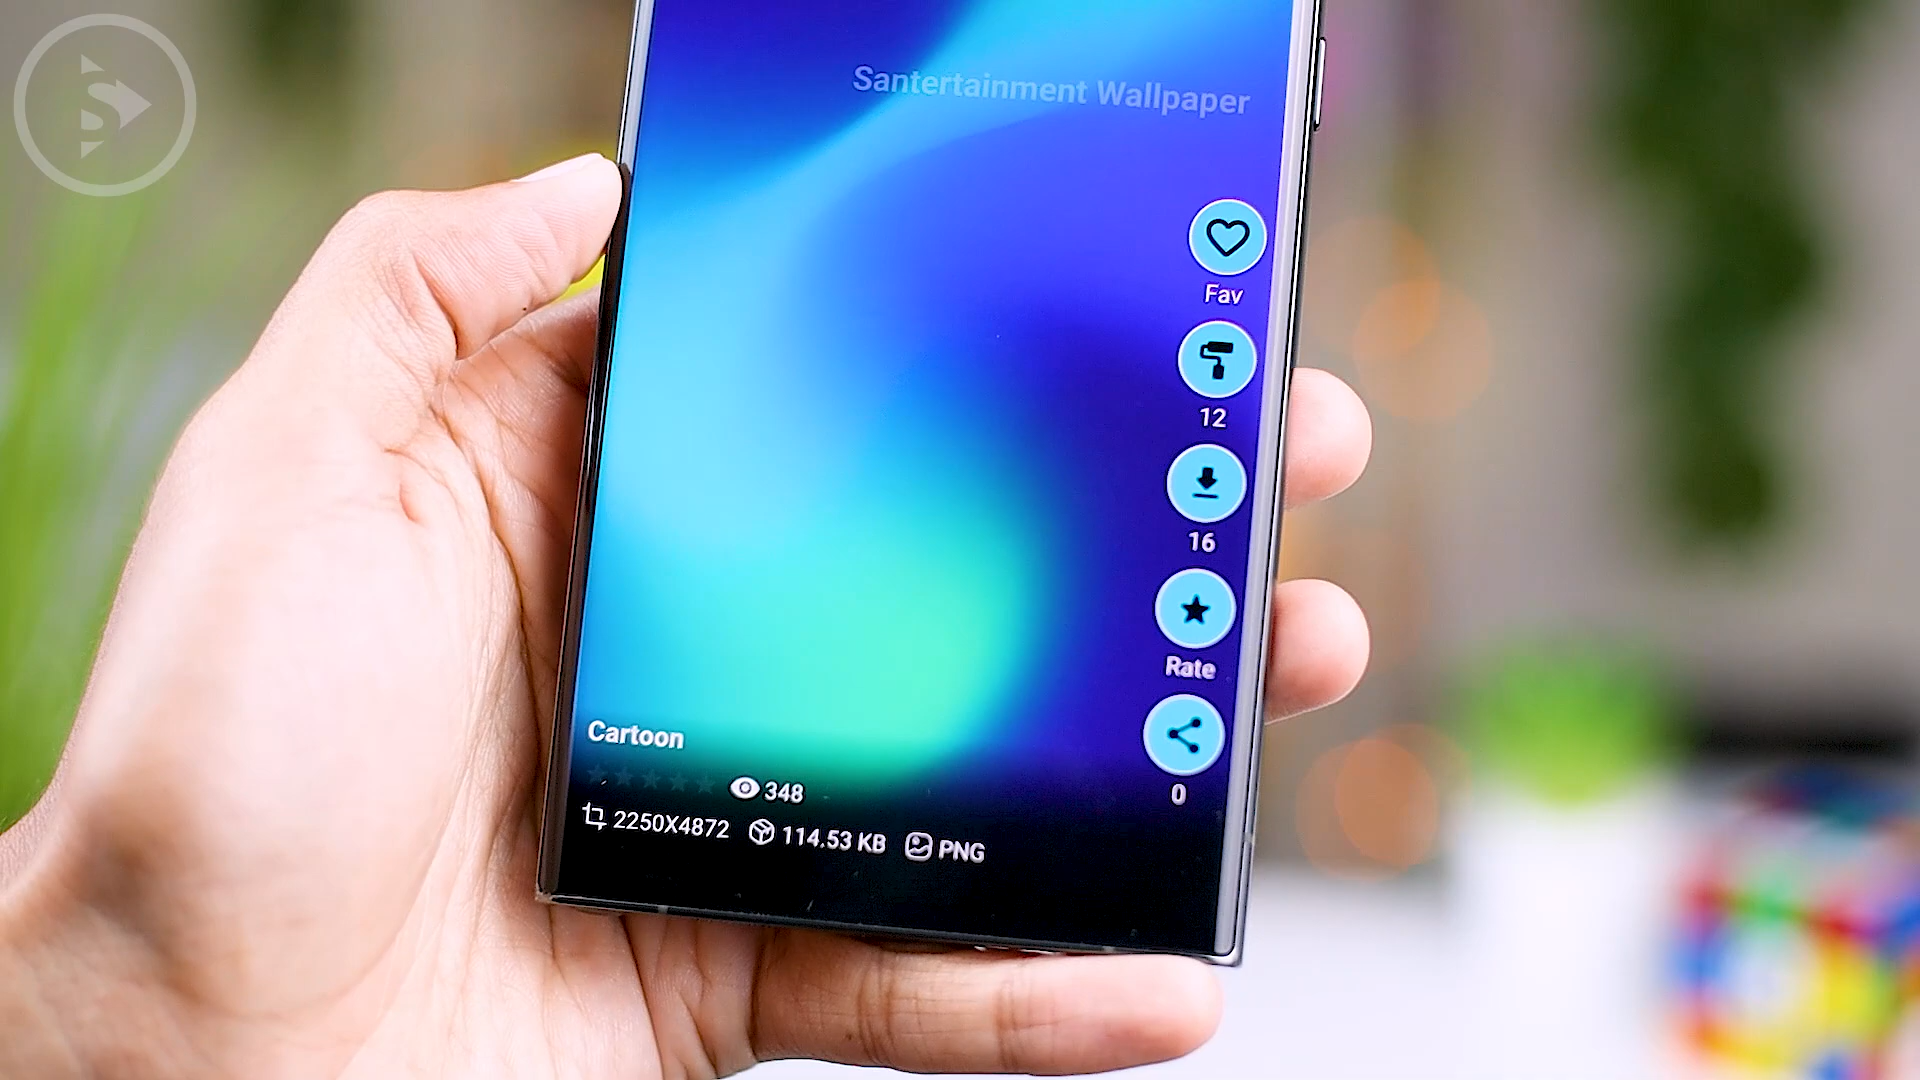 S
Santertainment Wallpaper
Fav
12
16
Rate
0
Cartoon
348
2250X4872 114.53 KB PNG